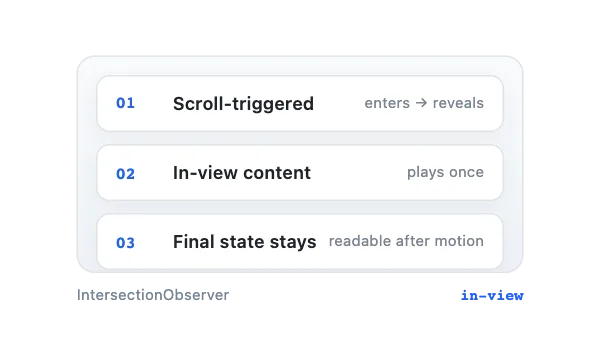 01 Scroll-triggered enters → reveals
02 In-view content plays once
03 Final state stays readable after motion
IntersectionObserver in-view